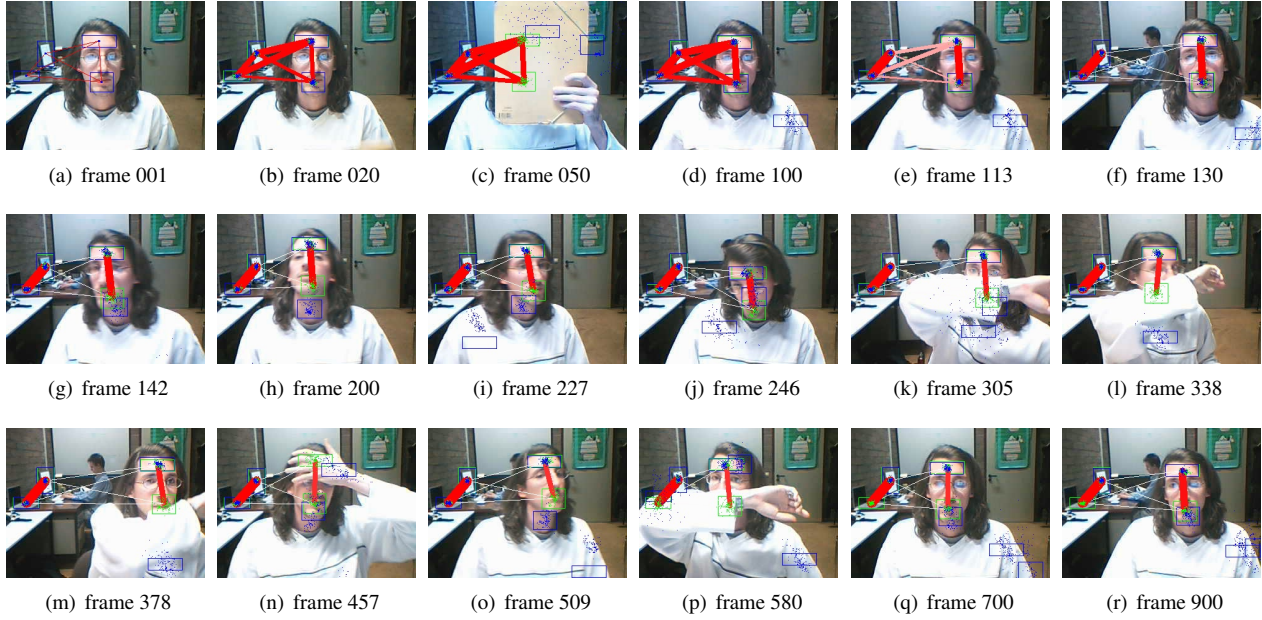 (a) frame 001 (b) frame 020 (c) frame 050 (d) frame 100 (e) frame 113 (f) frame 130
(g) frame 142 (h) frame 200 (i) frame 227 (j) frame 246 (k) frame 305 (l) frame 338
(m) frame 378 (n) frame 457 (o) frame 509 (p) frame 580 (q) frame 700 (r) frame 900